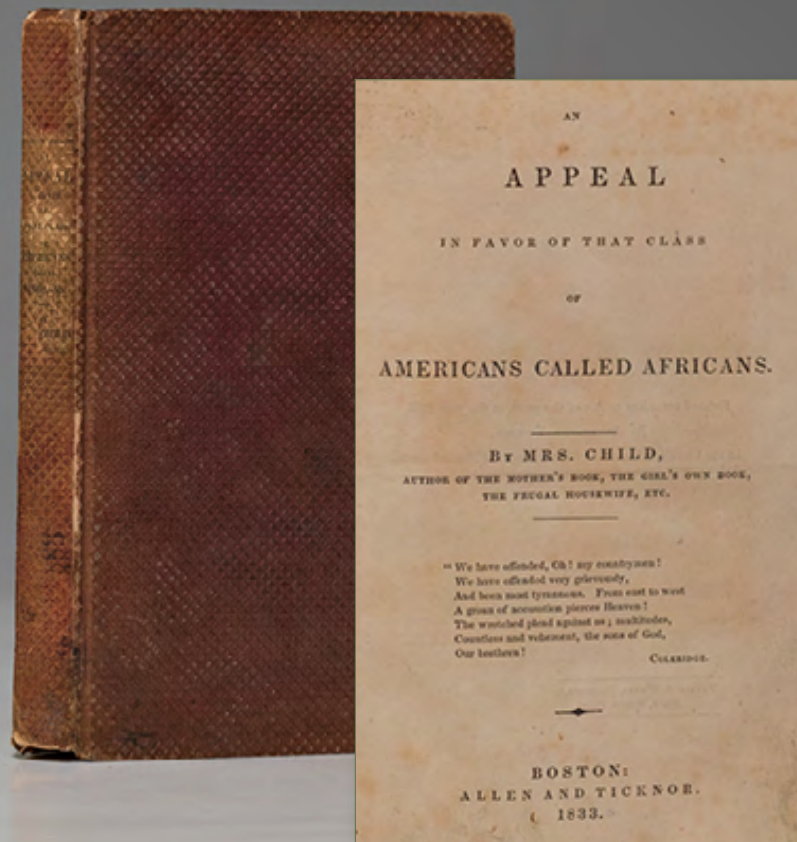 AN
APPEAL
IN FAVOR OF THAT CLASS
OF
AMERICANS CALLED AFRICANS.
By MRS. CHILD,
AUTHOR OF THE MOTHER'S BOOK, THE GIRL'S OWN BOOK,
THE FRUGAL HOUSEWIFE, ETC.
"We have offended, Oh! my countrymen!
We have offended very grievously,
And been most tyrannous. From east to west
A groan of accusation pierces Heaven!
The wretched plead against us; multitudes,
Countless and vehement, the sons of God,
Our brethren!
COLERIDGE.
BOSTON:
ALLEN AND TICKNOR.
1833.